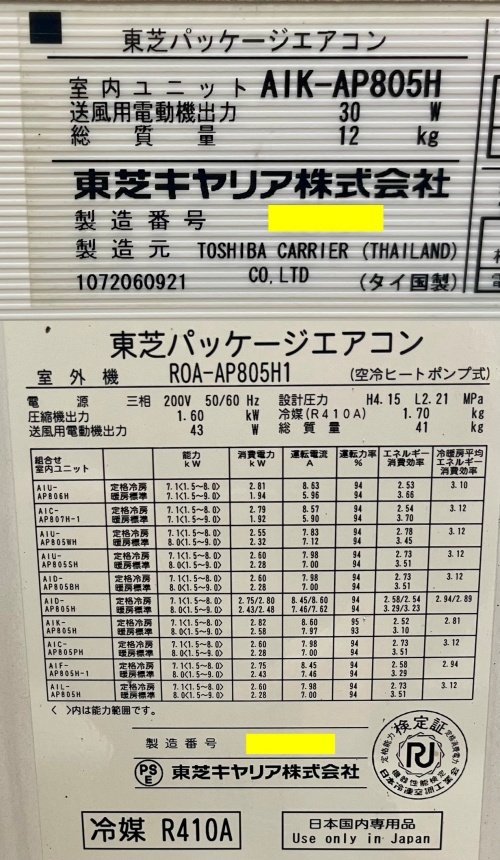 東芝パッケージエアコン
室内ユニット AIK-AP805H
送風用電動機出力 30 W
総質量 12 kg
東芝キヤリア株式会社
製造番号
製造元 TOSHIBA CARRIER (THAILAND)
1072060921 CO,LTD (タイ国製)
東芝パッケージエアコン
室外機 ROA-AP805H1 (空冷ヒートポンプ式)
電源 三相 200V 50/60 Hz 設計圧力 H4.15 L2.21 MPa
圧縮機出力 1.60 kW 冷媒(R410A) 1.70 kg
送風用電動機出力 43 W 総質量 41 kg
組合せ室内ユニット 能力 kW 消費電力 kW 運転電流 A 運転力率 % エネルギー消費効率 冷暖房平均エネルギー消費効率
AIU-AP806H 定格冷房 7.1(1.5~8.0) 2.81 8.63 94 2.53 3.10
暖房標準 8.0(1.5~9.0) 1.94 5.96 94 3.66
AIC-AP807H-1 定格冷房 7.1(1.5~8.0) 2.79 8.57 94 2.54 3.12
暖房標準 8.0(1.5~9.0) 1.92 5.90 94 3.70
AIU-AP805WH 定格冷房 7.1(1.5~8.0) 2.55 7.83 94 2.78 3.12
暖房標準 8.0(1.5~9.0) 2.32 7.12 94 3.45
AIU-AP805SH 定格冷房 7.1(1.5~8.0) 2.60 7.98 94 2.73 3.12
暖房標準 8.0(1.5~9.0) 2.28 7.00 94 3.51
AID-AP805BH 定格冷房 7.1(1.5~8.0) 2.60 7.98 94 2.73 3.12
暖房標準 8.0(1.5~9.0) 2.28 7.00 94 3.51
AID-AP805H 定格冷房 7.1(1.5~8.0) 2.75/2.80 8.45/8.60 94 2.58/2.54 2.94/2.89
暖房標準 8.0(1.5~9.0) 2.43/2.48 7.46/7.62 94 3.29/3.23
AIK-AP805H 定格冷房 7.1(1.5~8.0) 2.82 8.60 95 2.52 2.81
暖房標準 8.0(1.5~9.0) 2.58 7.97 93 3.10
AIC-AP805PH 定格冷房 7.1(1.5~8.0) 2.60 7.98 94 2.73 3.12
暖房標準 8.0(1.5~9.0) 2.28 7.00 94 3.51
AIF-AP805H-1 定格冷房 7.1(1.5~8.0) 2.75 8.45 94 2.58 2.94
暖房標準 8.0(1.5~9.0) 2.43 7.46 94 3.29
AIL-AP805H 定格冷房 7.1(1.5~8.0) 2.60 7.98 94 2.73 3.12
暖房標準 8.0(1.5~9.0) 2.28 7.00 94 3.51
〈 〉内は能力範囲です。
製造番号
PSE 東芝キヤリア株式会社
検定証
冷媒 R410A
日本国内専用品
Use only in Japan